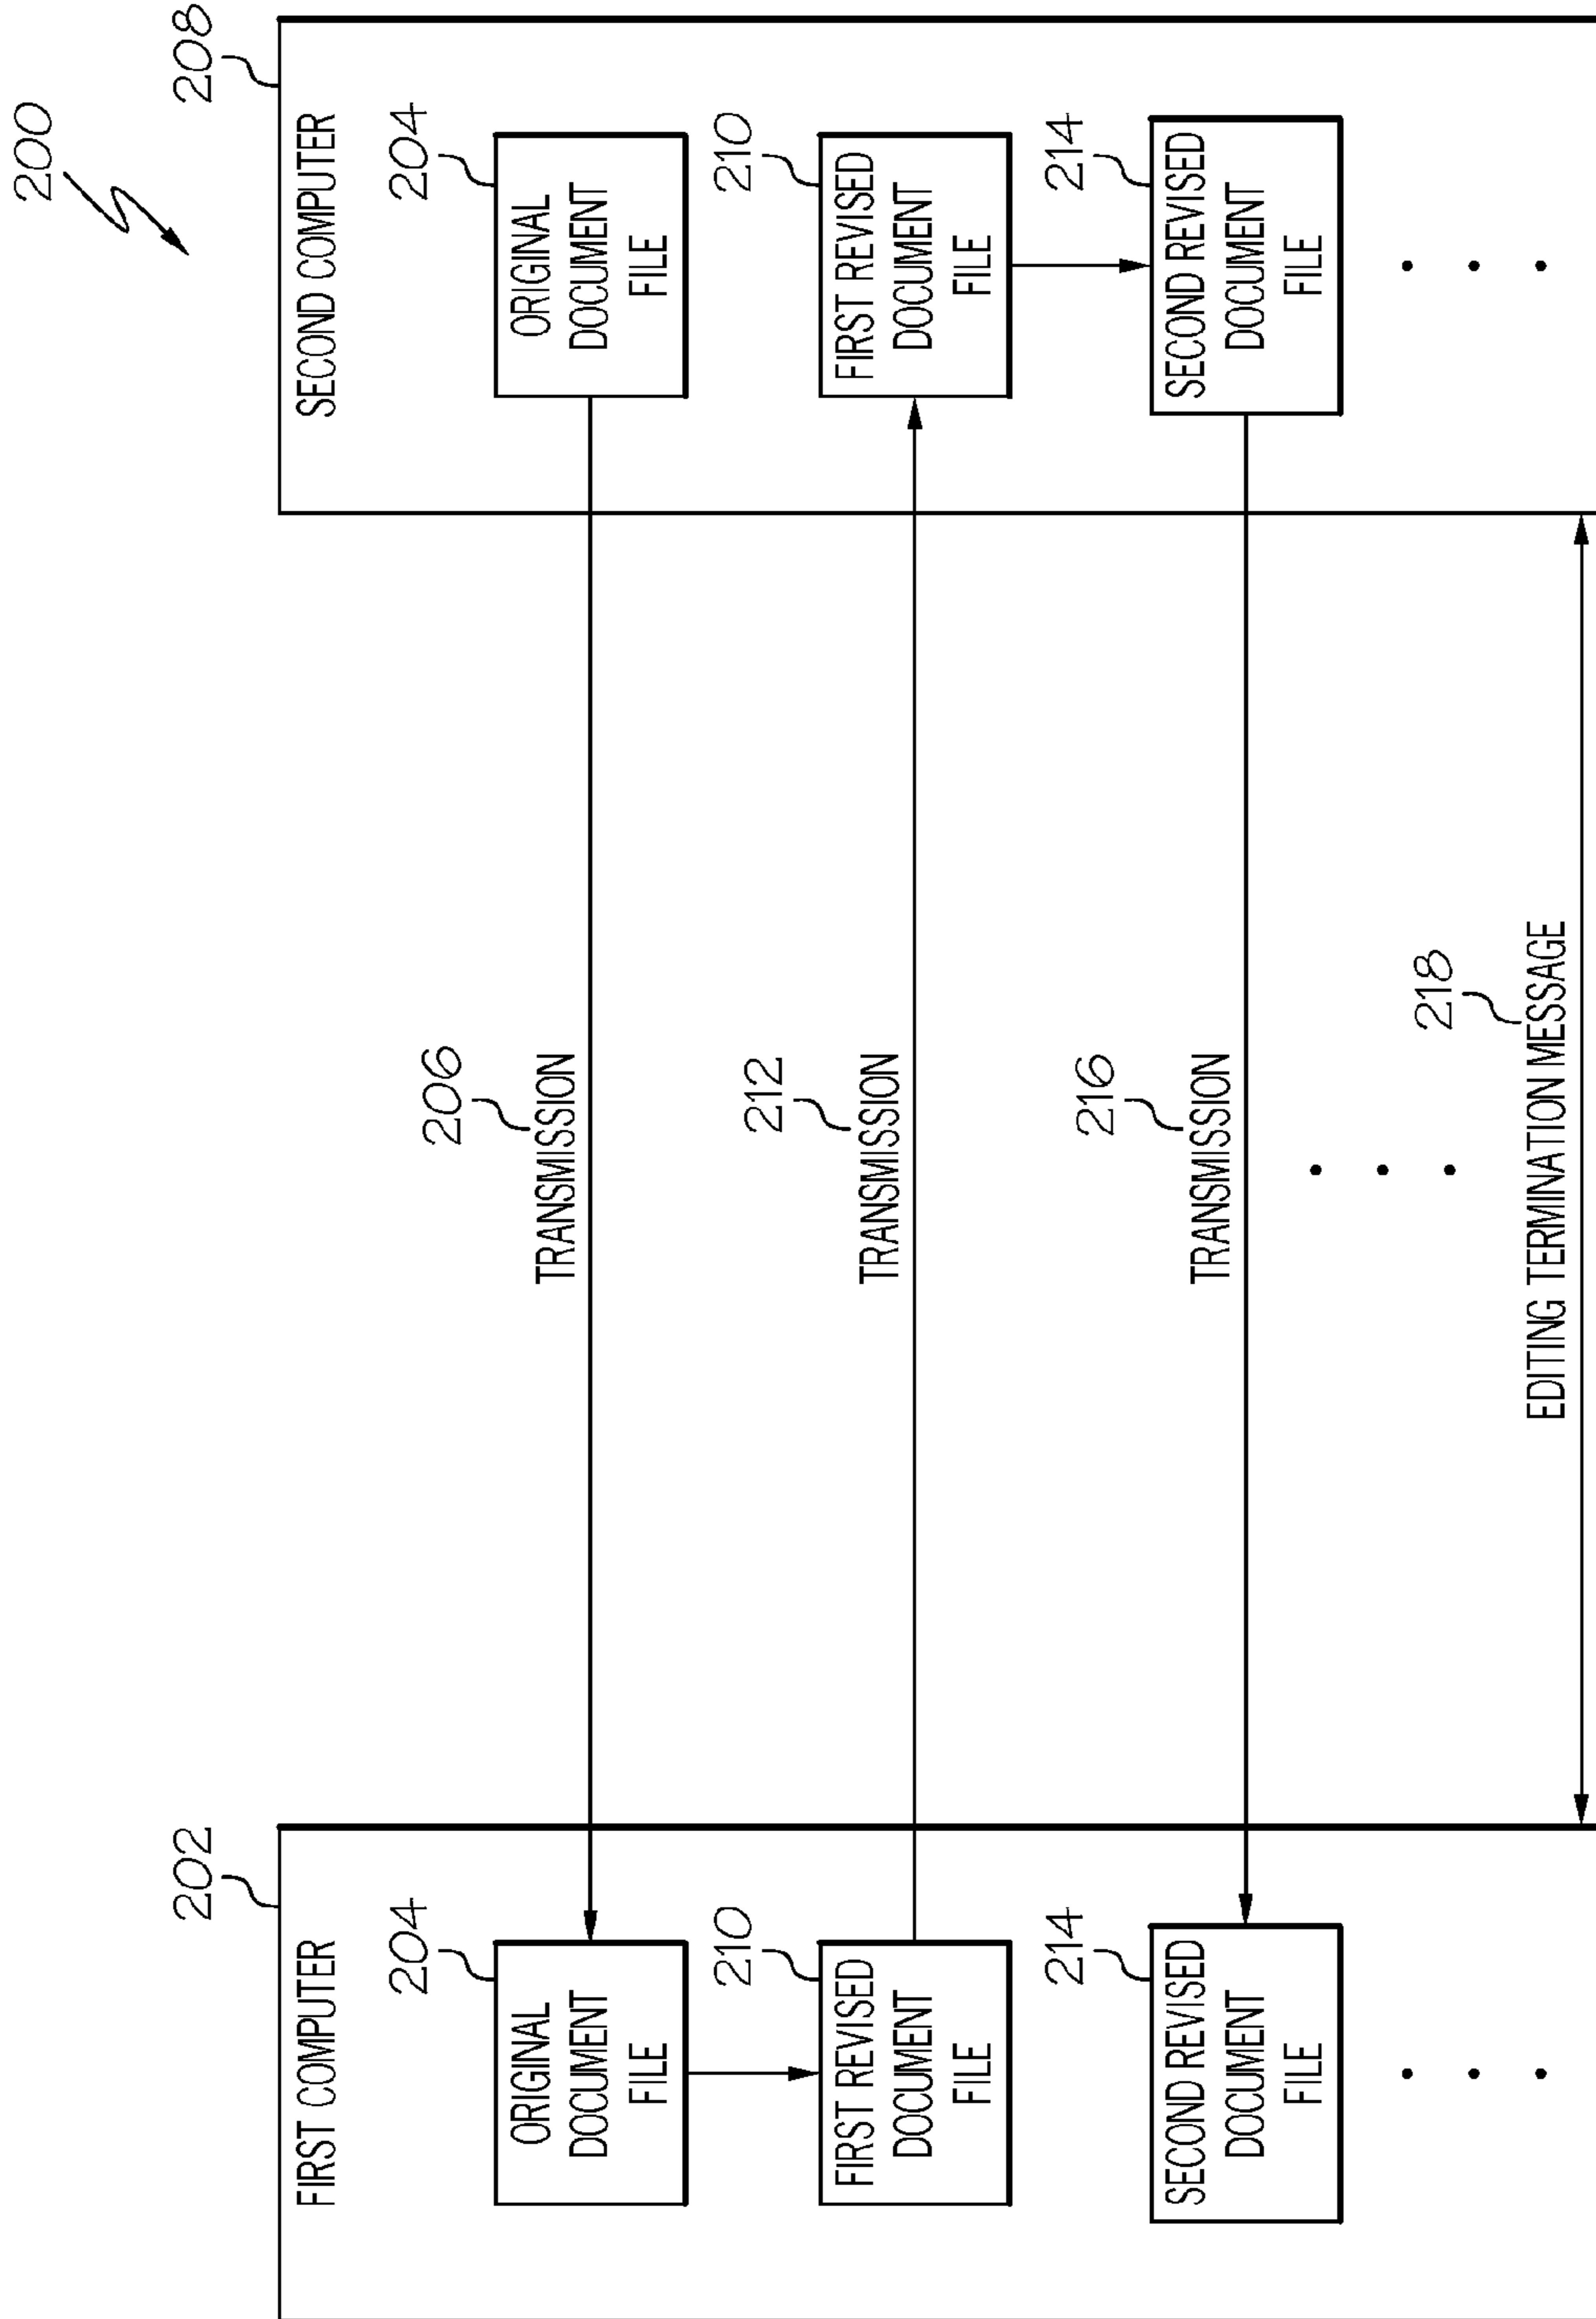 200
202
FIRST COMPUTER
208
SECOND COMPUTER
204
ORIGINAL
DOCUMENT
FILE
206
TRANSMISSION
204
ORIGINAL
DOCUMENT
FILE
210
FIRST REVISED
DOCUMENT
FILE
212
TRANSMISSION
210
FIRST REVISED
DOCUMENT
FILE
214
SECOND REVISED
DOCUMENT
FILE
216
TRANSMISSION
214
SECOND REVISED
DOCUMENT
FILE
218
EDITING TERMINATION MESSAGE